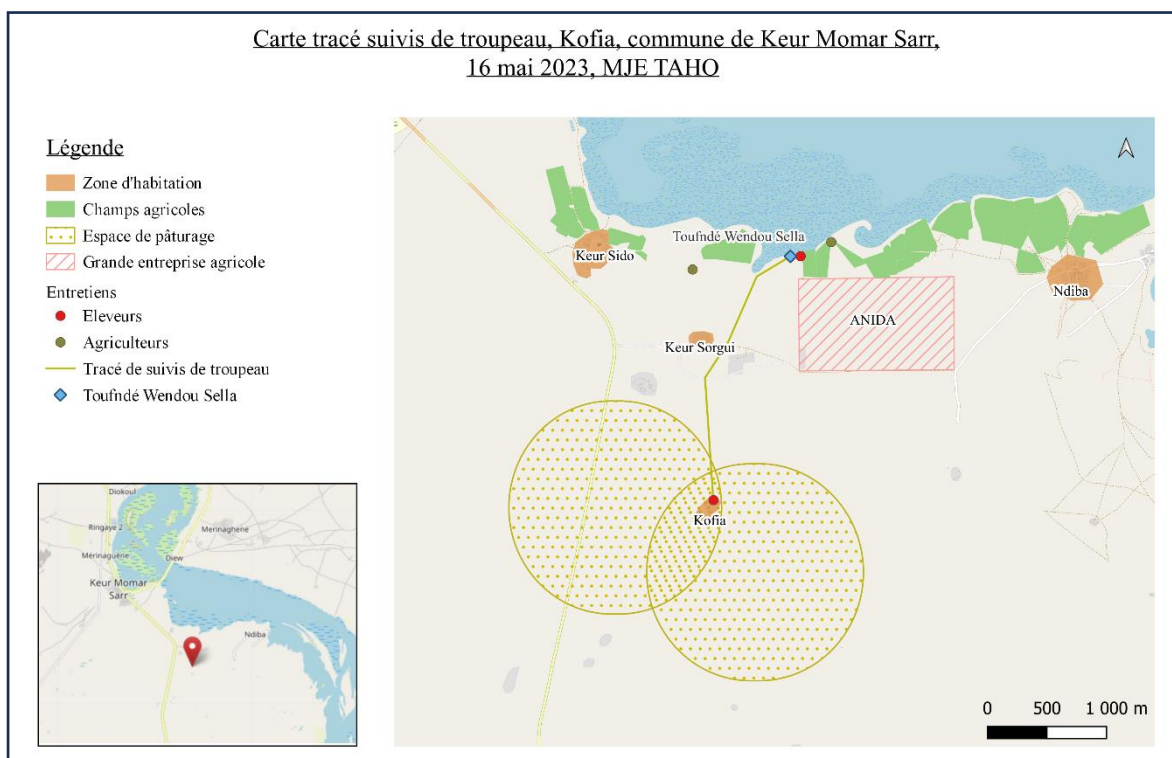 Carte tracé suivis de troupeau, Kofia, commune de Keur Momar Sarr,
16 mai 2023, MJE TAHO
Légende
Zone d'habitation
Champs agricoles
Espace de pâturage
Grande entreprise agricole
Entretiens
Eleveurs
Agriculteurs
Tracé de suivis de troupeau
Toufndé Wendou Sella
Toufndé Wendou Sella
Keur Sido
Ndiba
ANIDA
Keur Sorgui
Kofia
0 500 1 000 m
Diokoul
Ringaye 2
Merinaghene
Mérinaguène
Diew
Keur Momar
Sarr
Ndiba